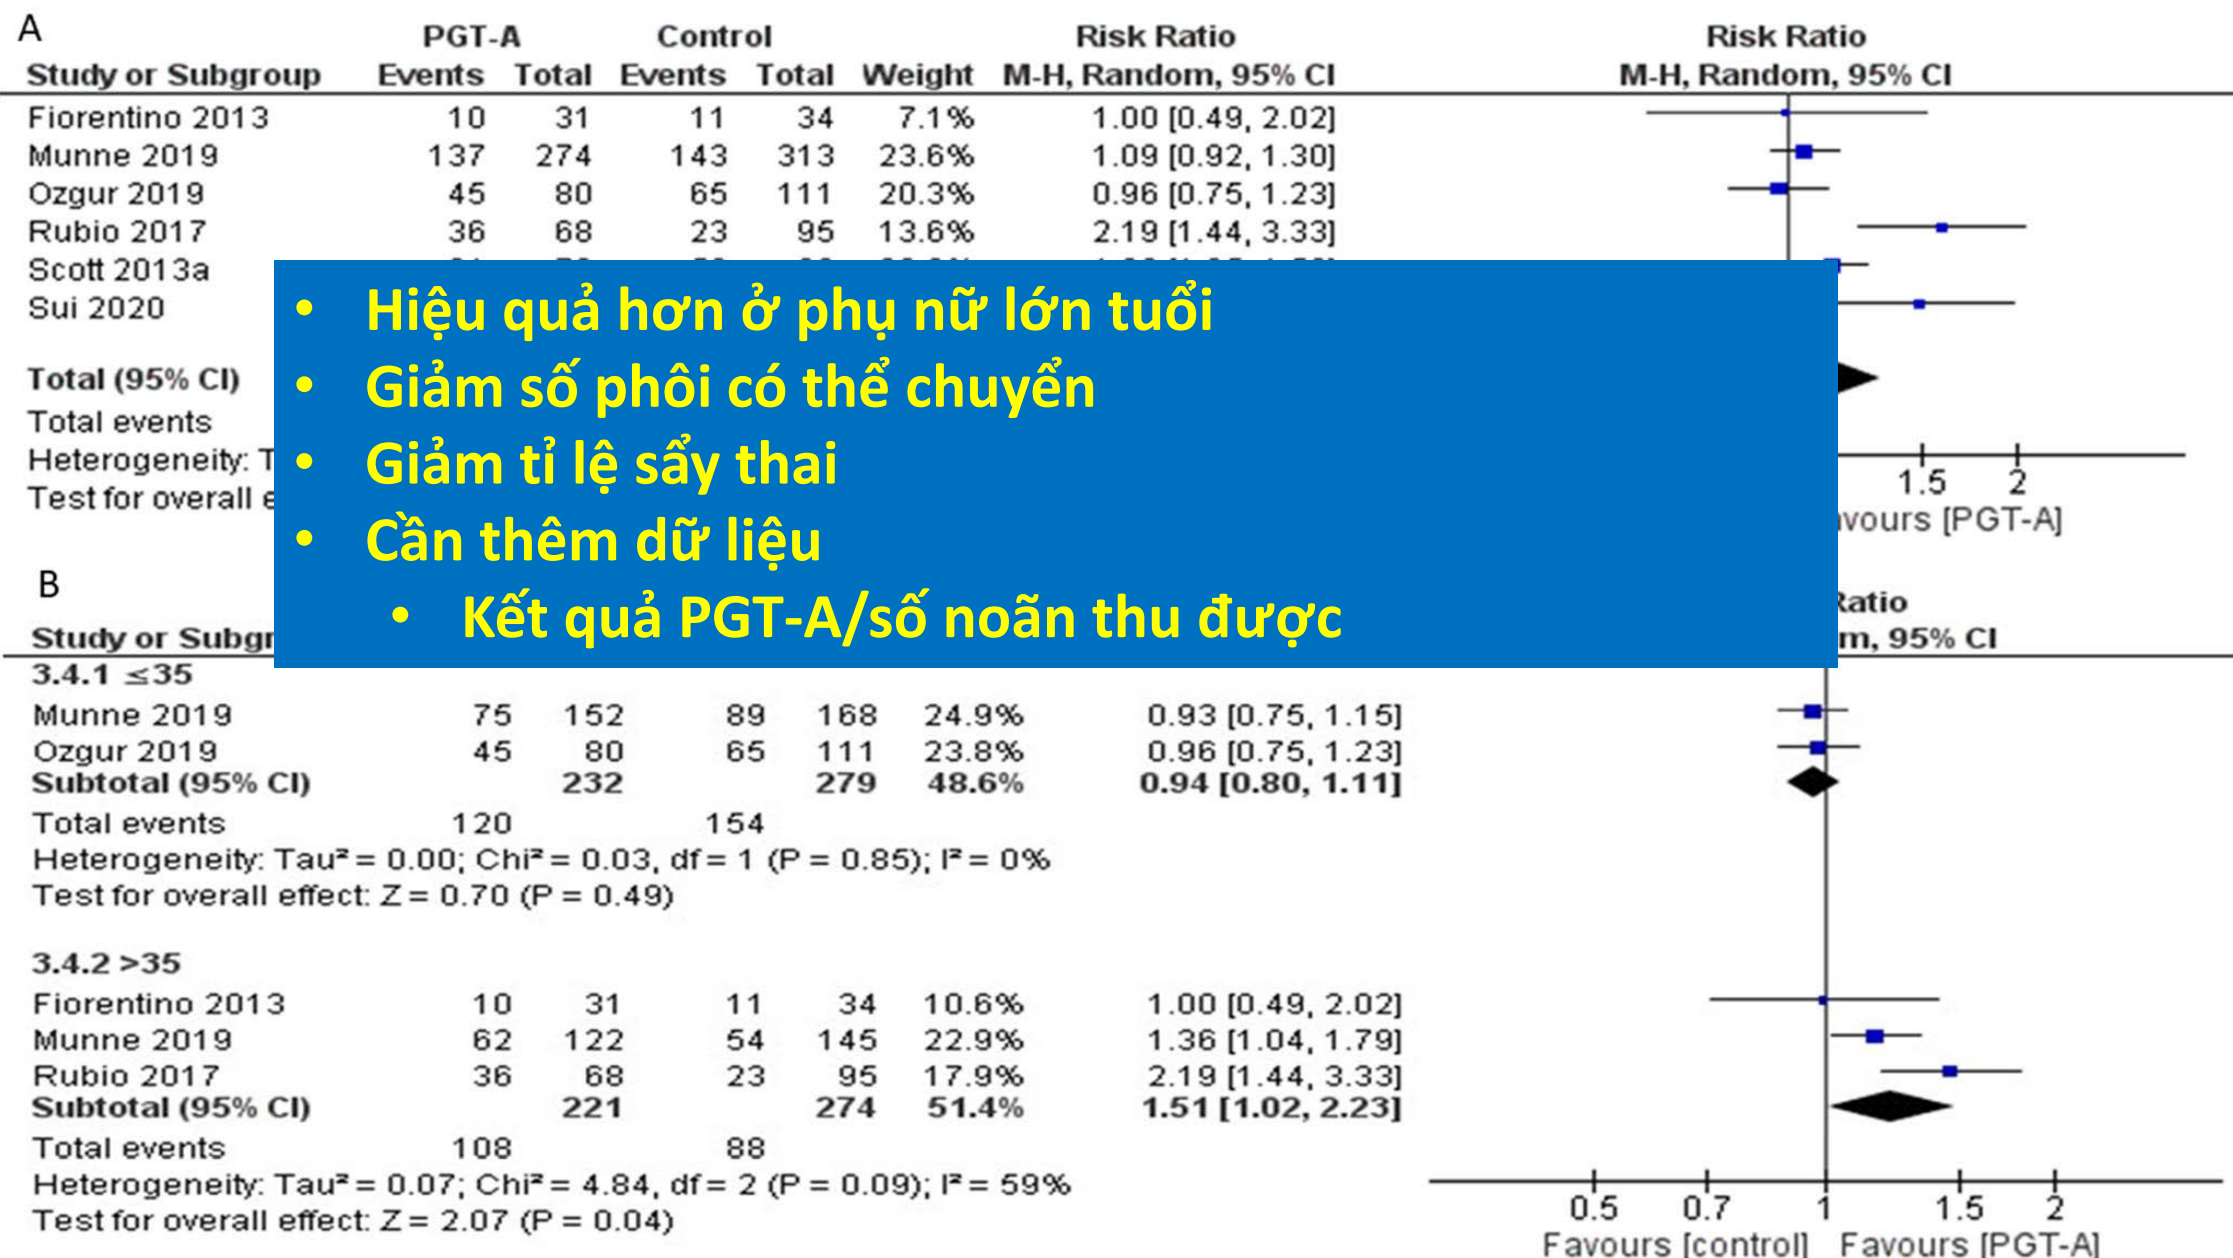 A
PGT-A Control Risk Ratio Risk Ratio
Study or Subgroup Events Total Events Total Weight M-H, Random, 95% CI M-H, Random, 95% CI
Fiorentino 2013 10 31 11 34 7.1% 1.00 [0.49, 2.02]
Munne 2019 137 274 143 313 23.6% 1.09 [0.92, 1.30]
Ozgur 2019 45 80 65 111 20.3% 0.96 [0.75, 1.23]
Rubio 2017 36 68 23 95 13.6% 2.19 [1.44, 3.33]
Scott 2013a
Sui 2020
Total (95% CI)
Total events
Heterogeneity:
Test for overall
1.5 2
[PGT-A]
• Hiệu quả hơn ở phụ nữ lớn tuổi
• Giảm số phôi có thể chuyển
• Giảm tỉ lệ sẩy thai
• Cần thêm dữ liệu
• Kết quả PGT-A/số noãn thu được
B
Ratio
Study or 95% CI
3.4.1 ≤35
Munne 2019 75 152 89 168 24.9% 0.93 [0.75, 1.15]
Ozgur 2019 45 80 65 111 23.8% 0.96 [0.75, 1.23]
Subtotal (95% CI) 232 279 48.6% 0.94 [0.80, 1.11]
Total events 120 154
Heterogeneity: Tau² = 0.00; Chi² = 0.03, df = 1 (P = 0.85); I² = 0%
Test for overall effect: Z = 0.70 (P = 0.49)
3.4.2 >35
Fiorentino 2013 10 31 11 34 10.6% 1.00 [0.49, 2.02]
Munne 2019 62 122 54 145 22.9% 1.36 [1.04, 1.79]
Rubio 2017 36 68 23 95 17.9% 2.19 [1.44, 3.33]
Subtotal (95% CI) 221 274 51.4% 1.51 [1.02, 2.23]
Total events 108 88
Heterogeneity: Tau² = 0.07; Chi² = 4.84, df = 2 (P = 0.09); I² = 59%
Test for overall effect: Z = 2.07 (P = 0.04)
0.5 0.7 1 1.5 2
Favours [control] Favours [PGT-A]